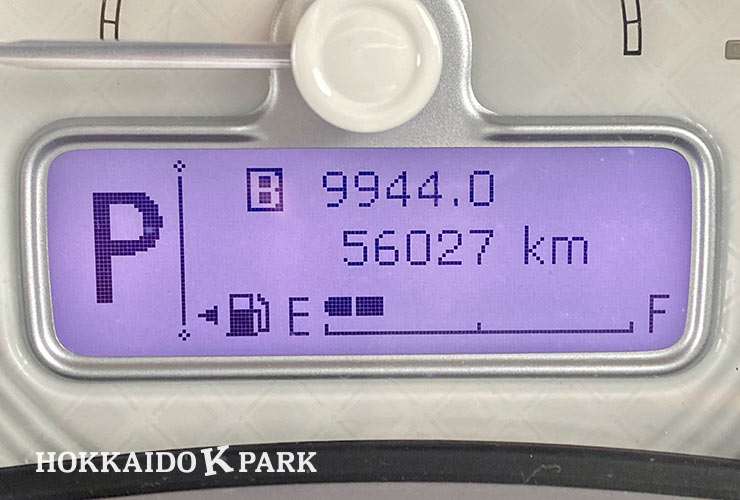 P
B 9944.0
56027 km
E F
HOKKAIDO K PARK